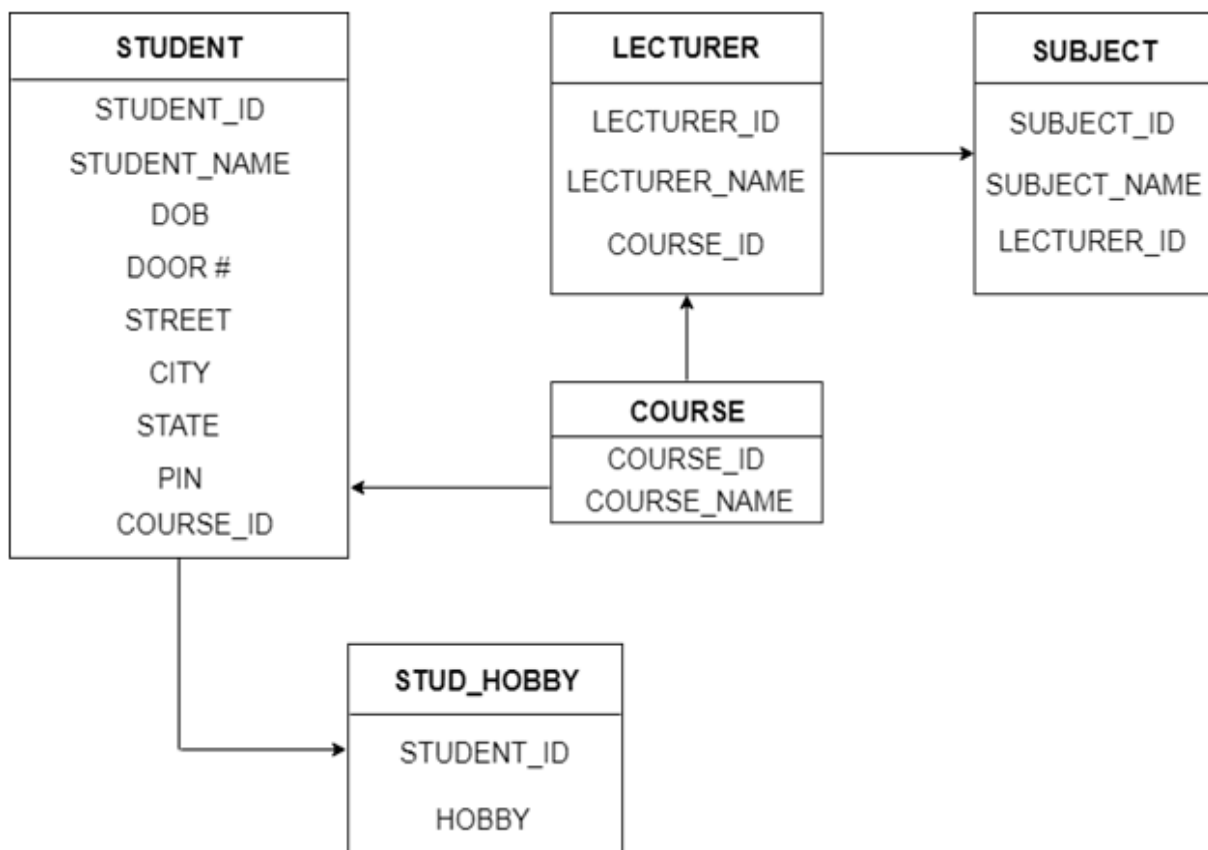 STUDENT
STUDENT_ID
STUDENT_NAME
DOB
DOOR #
STREET
CITY
STATE
PIN
COURSE_ID
LECTURER
LECTURER_ID
LECTURER_NAME
COURSE_ID
SUBJECT
SUBJECT_ID
SUBJECT_NAME
LECTURER_ID
COURSE
COURSE_ID
COURSE_NAME
STUD_HOBBY
STUDENT_ID
HOBBY